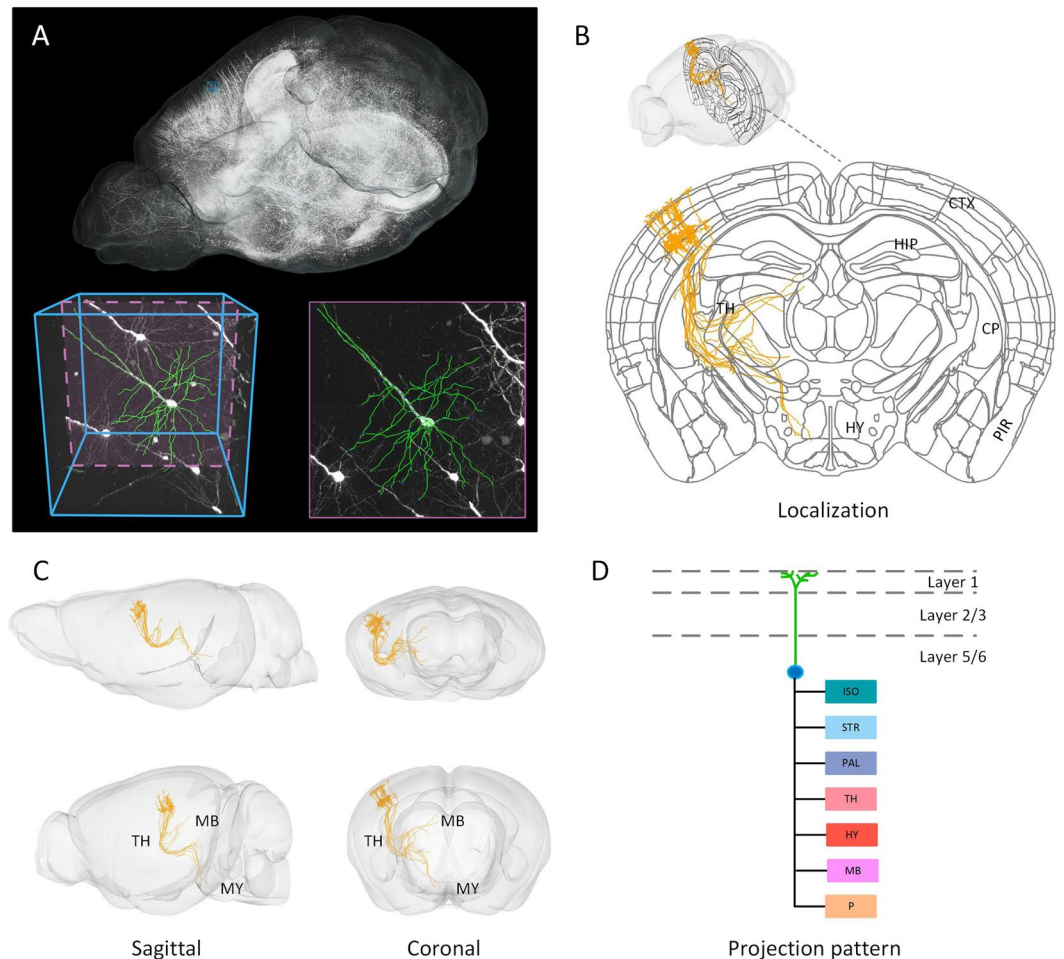 A
B
CTX
HIP
TH
CP
HY
PIR
Localization
C
TH
MB
MY
TH
MB
MY
Sagittal
Coronal
D
Layer 1
Layer 2/3
Layer 5/6
ISO
STR
PAL
TH
HY
MB
P
Projection pattern